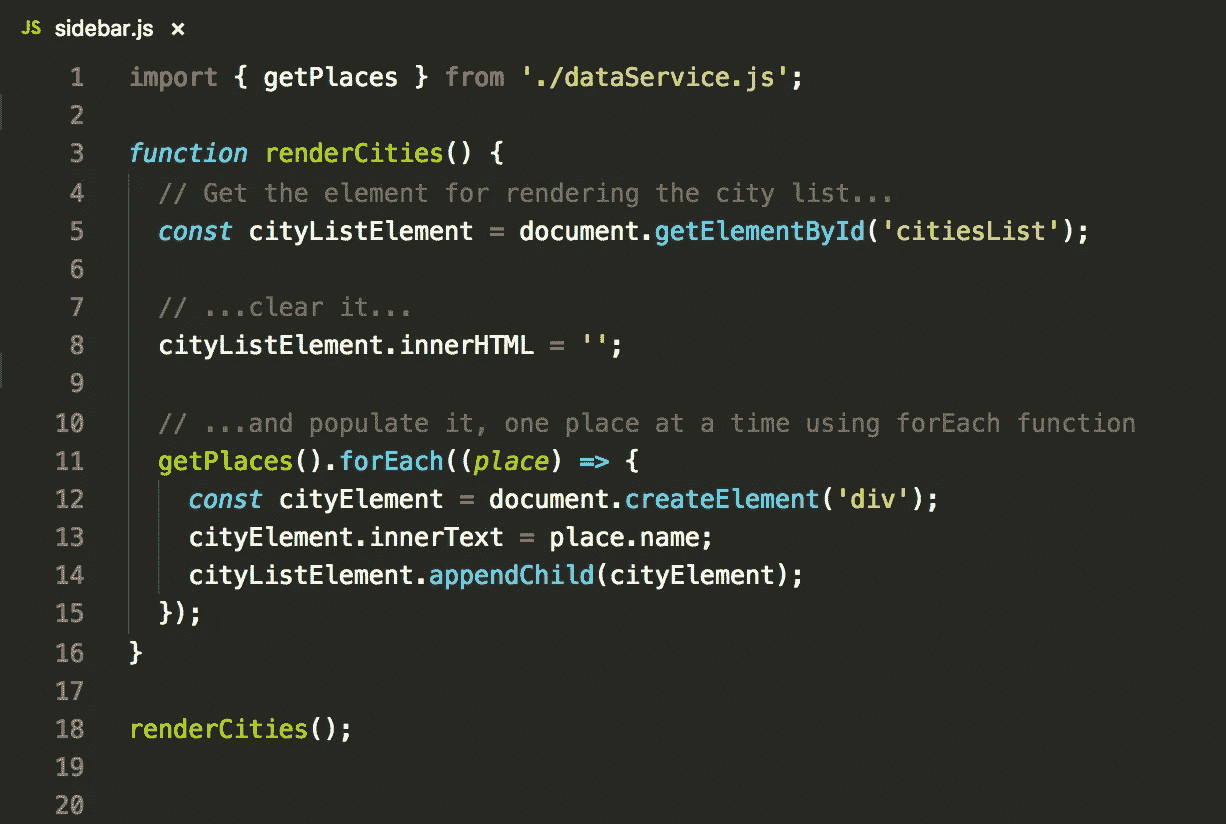 JS sidebar.js ×
1 import { getPlaces } from './dataService.js';
2
3 function renderCities() {
4 // Get the element for rendering the city list...
5 const cityListElement = document.getElementById('citiesList');
6
7 // ...clear it...
8 cityListElement.innerHTML = '';
9
10 // ...and populate it, one place at a time using forEach function
11 getPlaces().forEach((place) => {
12 const cityElement = document.createElement('div');
13 cityElement.innerText = place.name;
14 cityListElement.appendChild(cityElement);
15 });
16 }
17
18 renderCities();
19
20